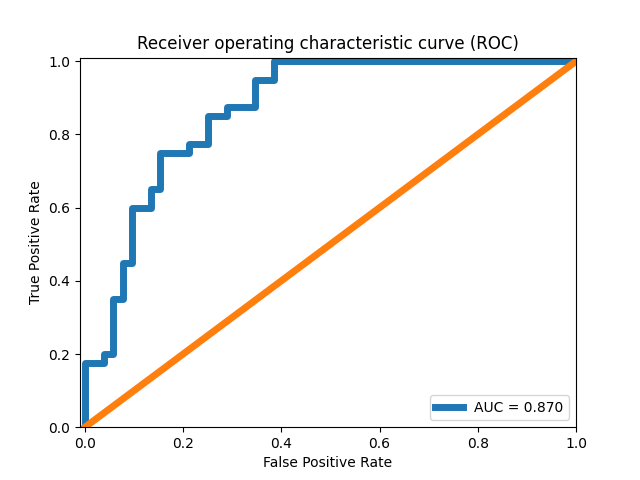 Receiver operating characteristic curve (ROC)
True Positive Rate
1.0
0.8
0.6
0.4
0.2
0.0
AUC = 0.870
0.0 0.2 0.4 0.6 0.8 1.0
False Positive Rate